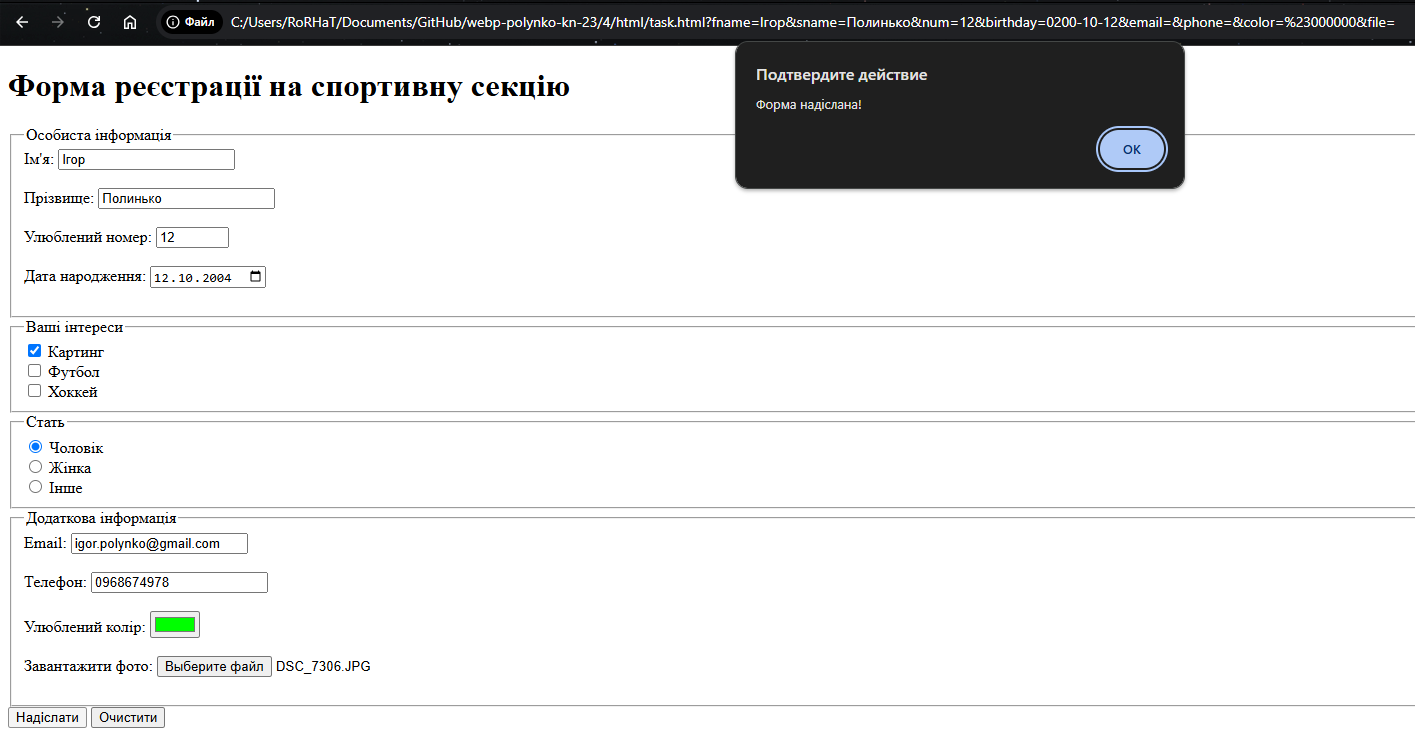 Файл C:/Users/RoRHaT/Documents/GitHub/webp-polynko-kn-23/4/html/task.html?fname=Ігор&sname=Полинько&num=12&birthday=0200-10-12&email=&phone=&color=%23000000&file=
Подтвердите действие
Форма надіслана!
ОК
Форма реєстрації на спортивну секцію
Особиста інформація
Ім'я: Ігор
Прізвище: Полинько
Улюблений номер: 12
Дата народження: 12.10.2004
Ваші інтереси
Картинг
Футбол
Хоккей
Стать
Чоловік
Жінка
Інше
Додаткова інформація
Email: igor.polynko@gmail.com
Телефон: 0968674978
Улюблений колір:
Завантажити фото: Выберите файл DSC_7306.JPG
Надіслати Очистити